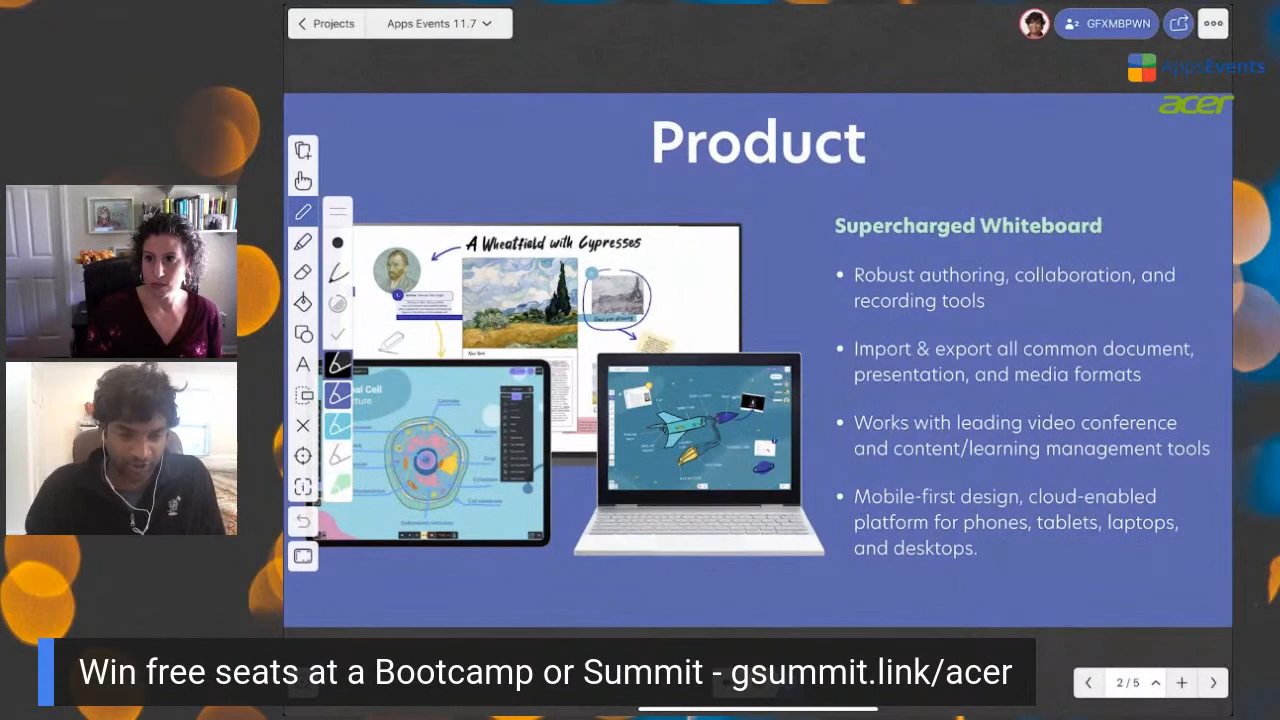 Projects
Apps Events 11.7
GFXMBPWN
AppsEvents
acer
Product
Supercharged Whiteboard
• Robust authoring, collaboration, and
recording tools
• Import & export all common document,
presentation, and media formats
• Works with leading video conference
and content/learning management tools
• Mobile-first design, cloud-enabled
platform for phones, tablets, laptops,
and desktops.
A Wheatfield with Cypresses
New York
Win free seats at a Bootcamp or Summit - gsummit.link/acer
2/5